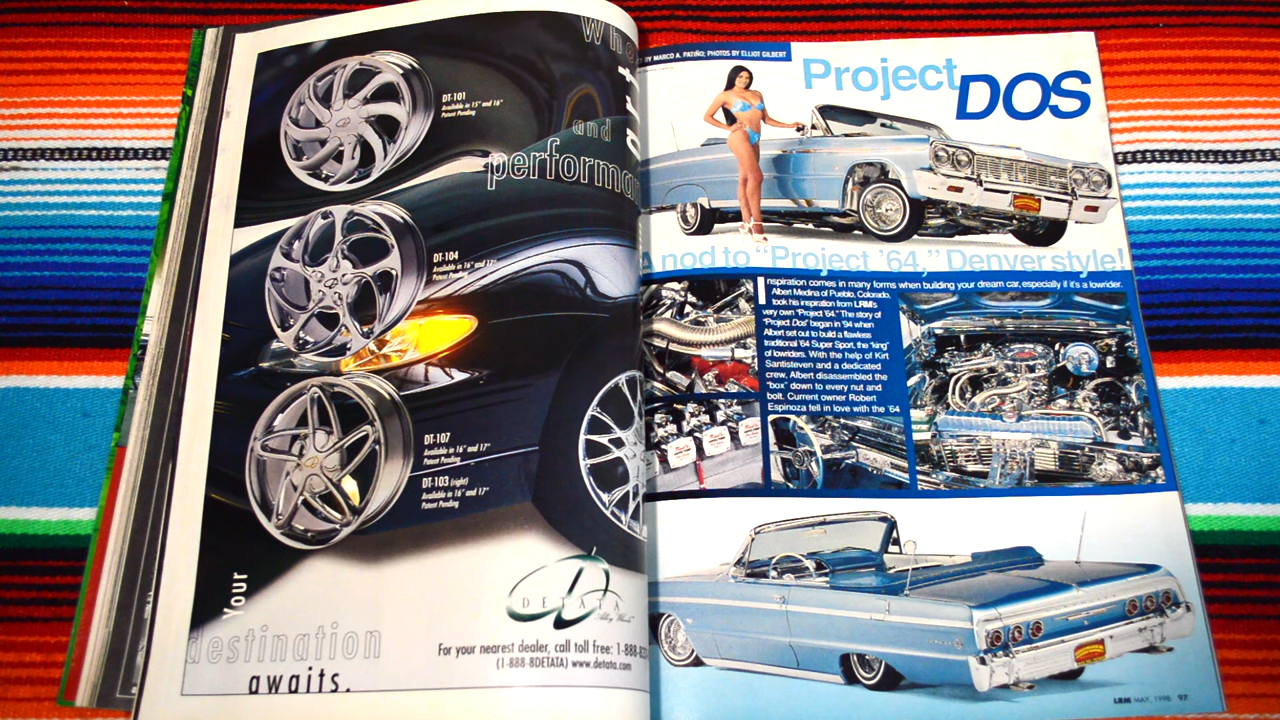 DT-101
Available in 15" and 16"
Patent Pending
and
DT-104
Available in 16" and 17"
Patent Pending
DT-107
Available in 16" and 17"
Patent Pending
DT-103 (right)
Available in 16" and 17"
Patent Pending
Your
destination
awaits.
D
DETATA
Alloy Wheels
For your nearest dealer, call toll free:
(1-888-8DETATA) www.detata.com
BY MARCO A. PATIÑO; PHOTOS BY ELLIOT GILBERT
Project
DOS
A nod to "Project '64," Denver style!
Inspiration comes in many forms when building your dream car, especially if it's a lowrider.
Albert Medina of Pueblo, Colorado,
took his inspiration from LRM's
very own "Project '64." The story of
"Project Dos" began in '94 when
Albert set out to build a flawless
traditional '64 Super Sport, the "king"
of lowriders. With the help of Kirt
Santisteven and a dedicated
crew, Albert disassembled the
"box" down to every nut and
bolt. Current owner Robert
Espinoza fell in love with the '64
LRM MAY, 1998 97